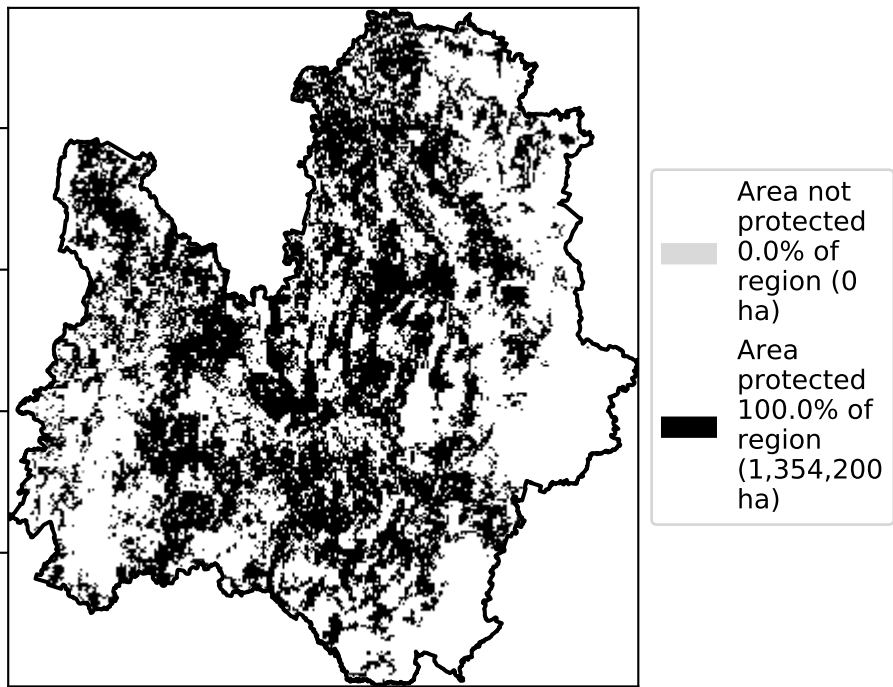 Area not
protected
0.0% of
region (0
ha)
Area
protected
100.0% of
region
(1,354,200
ha)